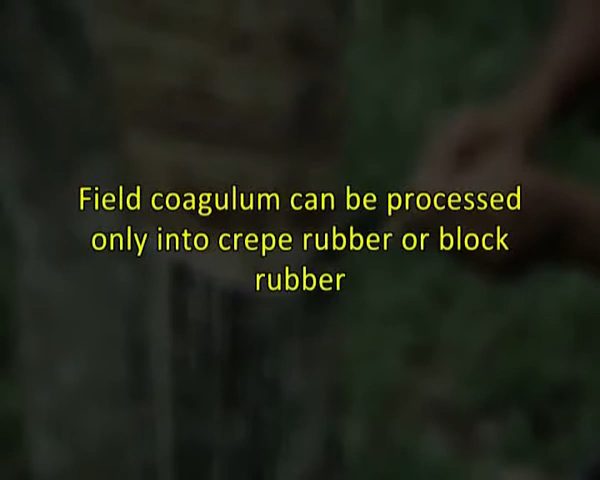 Field coagulum can be processed
only into crepe rubber or block
rubber